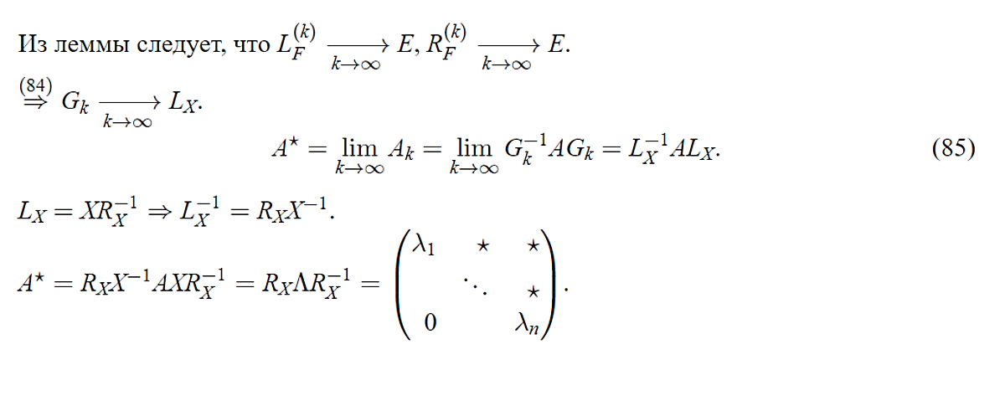 Из леммы следует, что $L_F^{(k)} \xrightarrow[k\to\infty]{} E, R_F^{(k)} \xrightarrow[k\to\infty]{} E.$
$\overset{(84)}{\Rightarrow} G_k \xrightarrow[k\to\infty]{} L_X.$
$A^\star = \lim_{k\to\infty} A_k = \lim_{k\to\infty} G_k^{-1} A G_k = L_X^{-1} A L_X.$ (85)
$L_X = X R_X^{-1} \Rightarrow L_X^{-1} = R_X X^{-1}.$
$A^\star = R_X X^{-1} A X R_X^{-1} = R_X \Lambda R_X^{-1} = \begin{pmatrix} \lambda_1 & \star & \star \\ & \ddots & \star \\ 0 & & \lambda_n \end{pmatrix}.$